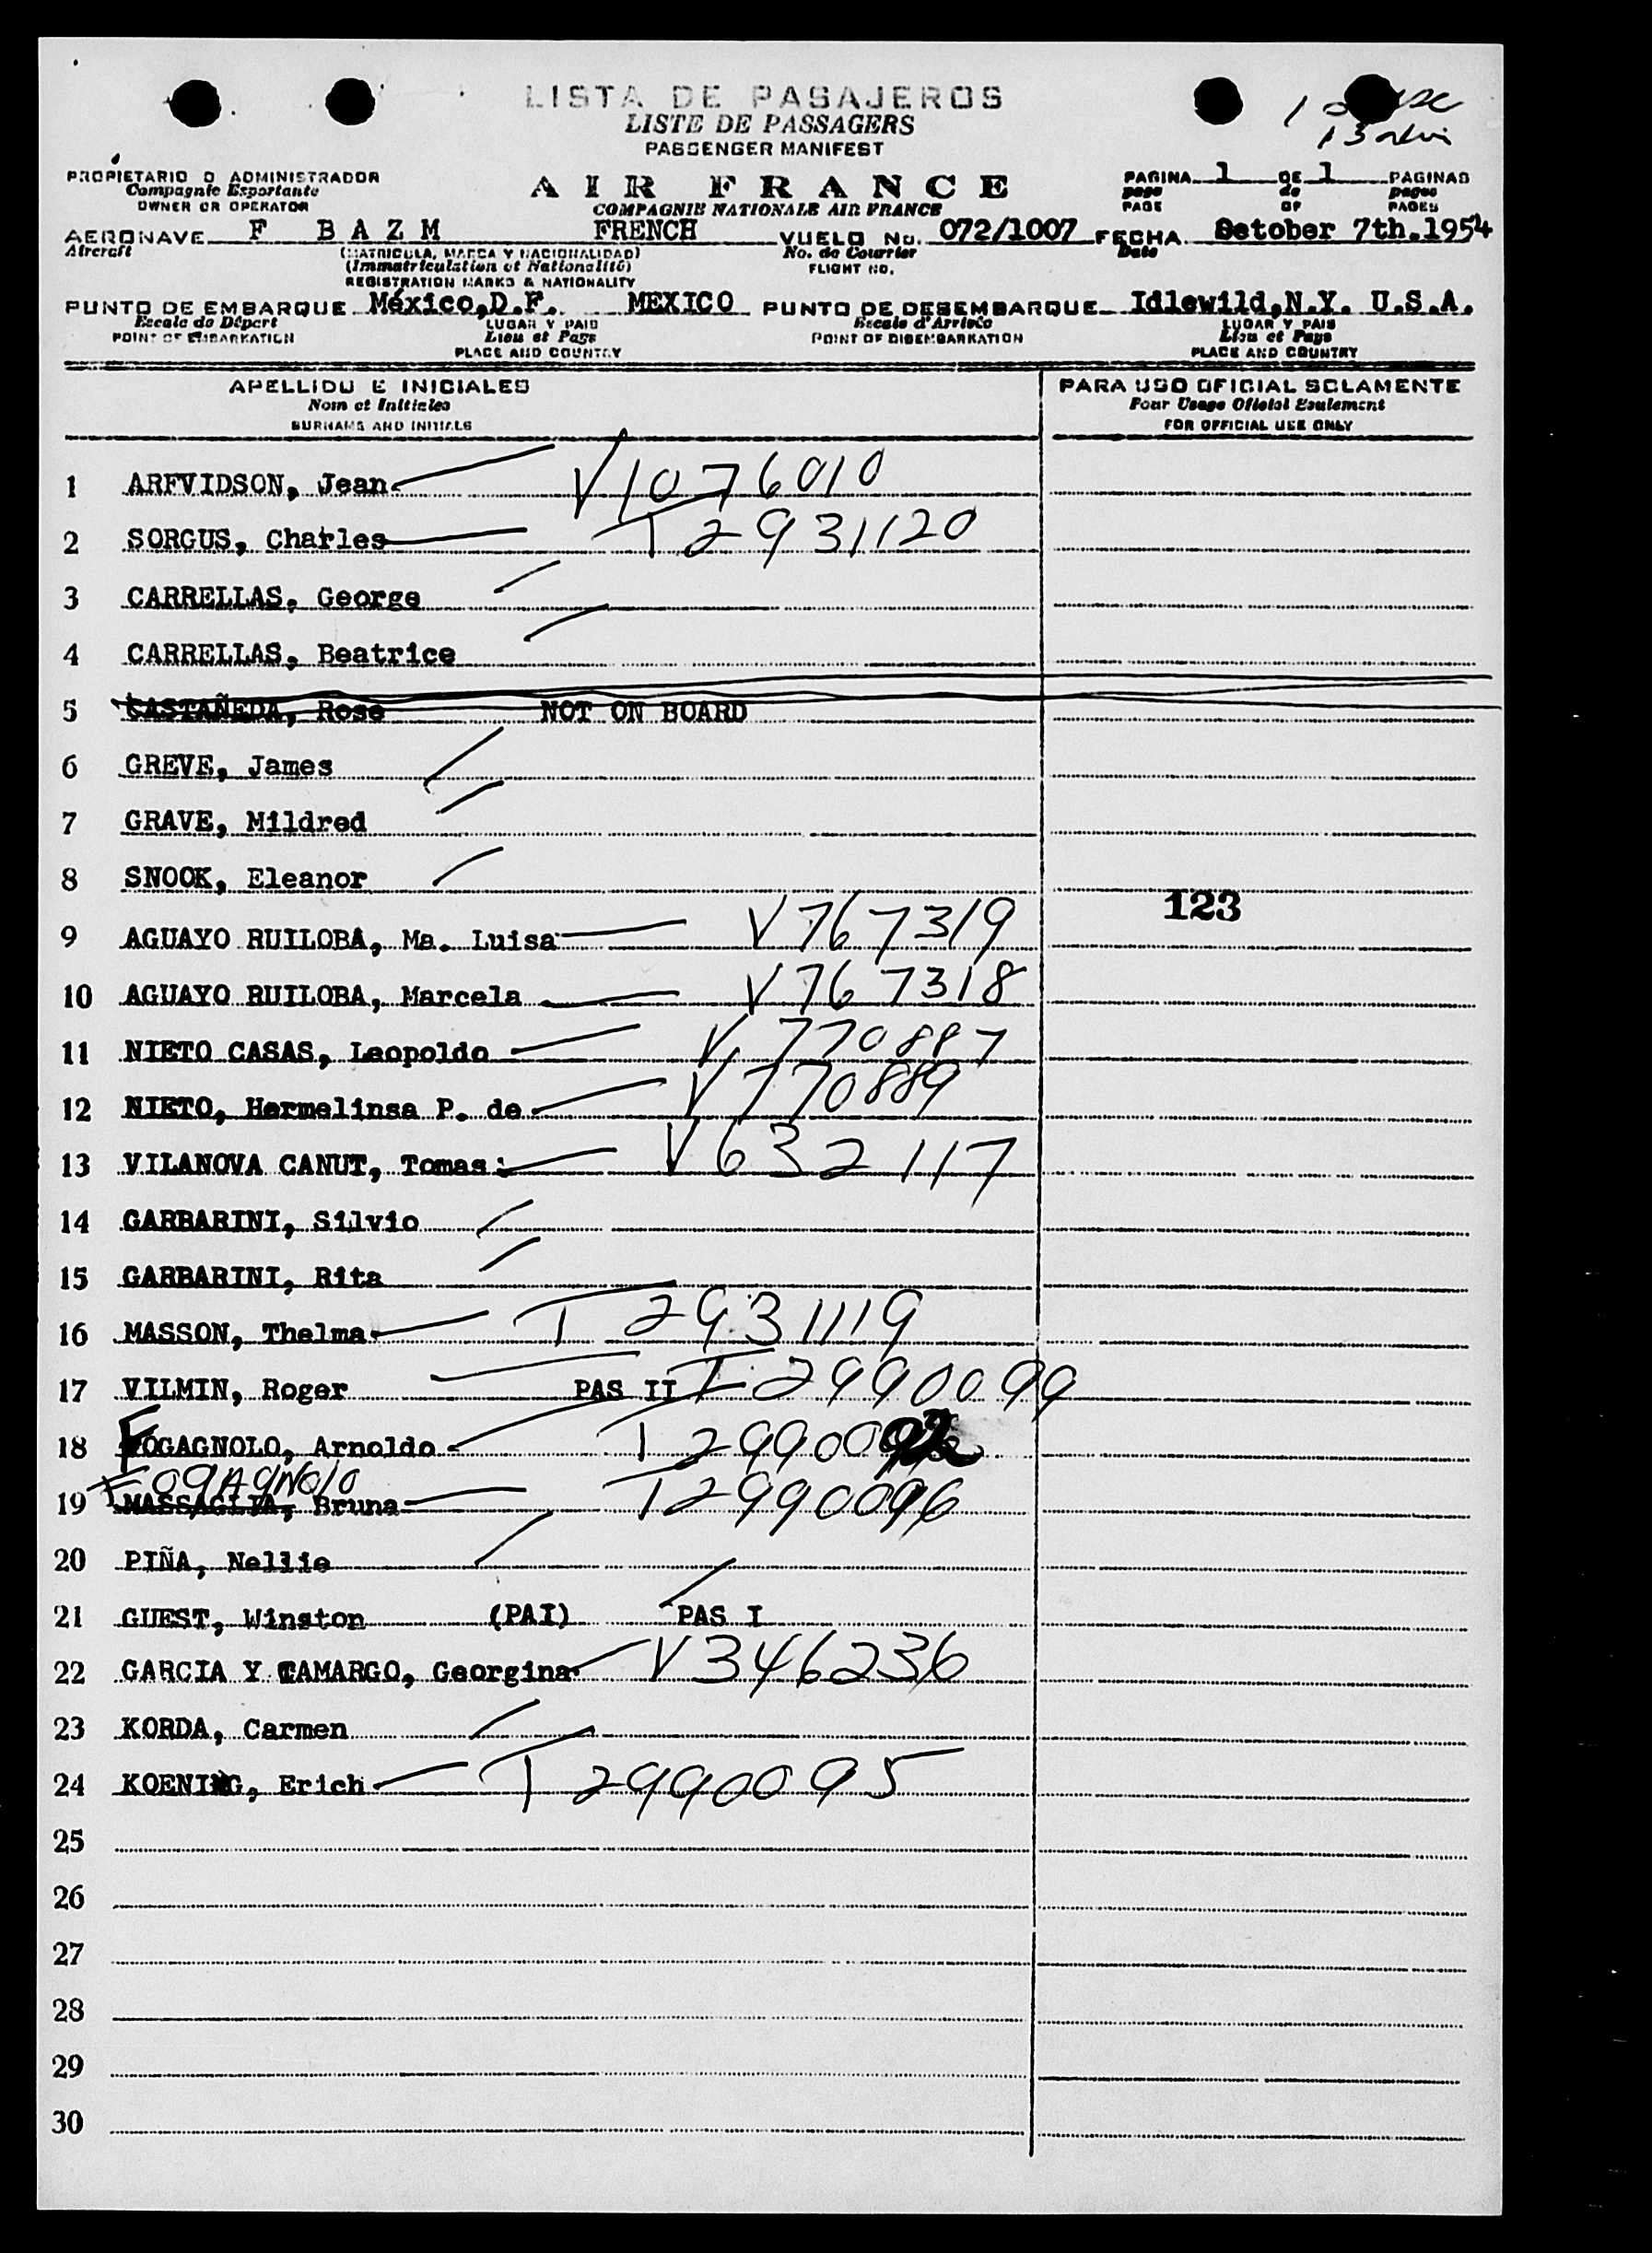 LISTA DE PASAJEROS
LISTE DE PASSAGERS
PASSENGER MANIFEST
PROPIETARIO O ADMINISTRADOR
Compagnie Exportante
OWNER OR OPERATOR
AIR FRANCE
COMPAGNIE NATIONALE AIR FRANCE
PAGINA 1 DE 1 PAGINAS
page de pages
PAGE OF PAGES
AERONAVE F BAZM FRENCH VUELO No. 072/1007 FECHA October 7th.1954
Aircraft (MATRICULA, MARCA Y NACIONALIDAD) No. de Courrier Date
(Immatriculation et Nationalité) FLIGHT NO.
REGISTRATION MARKS & NATIONALITY
PUNTO DE EMBARQUE México,D.F. MEXICO PUNTO DE DESEMBARQUE Idlewild,N.Y. U.S.A.
Escale de Départ LUGAR Y PAIS Escale d'Arrivée LUGAR Y PAIS
POINT OF EMBARKATION Lieu et Pays POINT OF DISEMBARKATION Lieu et Pays
PLACE AND COUNTRY PLACE AND COUNTRY
APELLIDO E INICIALES PARA USO OFICIAL SOLAMENTE
Nom et Initiales Pour Usage Officiel Seulement
SURNAME AND INITIALS FOR OFFICIAL USE ONLY
1 ARFVIDSON, Jean V1076010
2 SORGUS, Charles T2931120
3 CARRELLAS, George
4 CARRELLAS, Beatrice
5 CASTAÑEDA, Rose NOT ON BOARD
6 GREVE, James
7 GRAVE, Mildred
8 SNOOK, Eleanor
123
9 AGUAYO RUILOBA, Ma. Luisa V767319
10 AGUAYO RUILOBA, Marcela V767318
11 NIETO CASAS, Leopoldo V770887
12 NIETO, Hermelinsa P. de V770889
13 VILANOVA CANUT, Tomas V632117
14 GARBARINI, Silvio
15 GARBARINI, Rita
16 MASSON, Thelma T2931119
17 VILMIN, Roger PAS II T2990099
18 FOGAGNOLO, Arnoldo T2990092
FOGAGNOLO
19 MASSAGLIA, Bruna T2990096
20 PIÑA, Nellie
21 GUEST, Winston (PAI) PAS I
22 GARCIA Y CAMARGO, Georgina V346236
23 KORDA, Carmen
24 KOENING, Erich T2990095
25
26
27
28
29
30